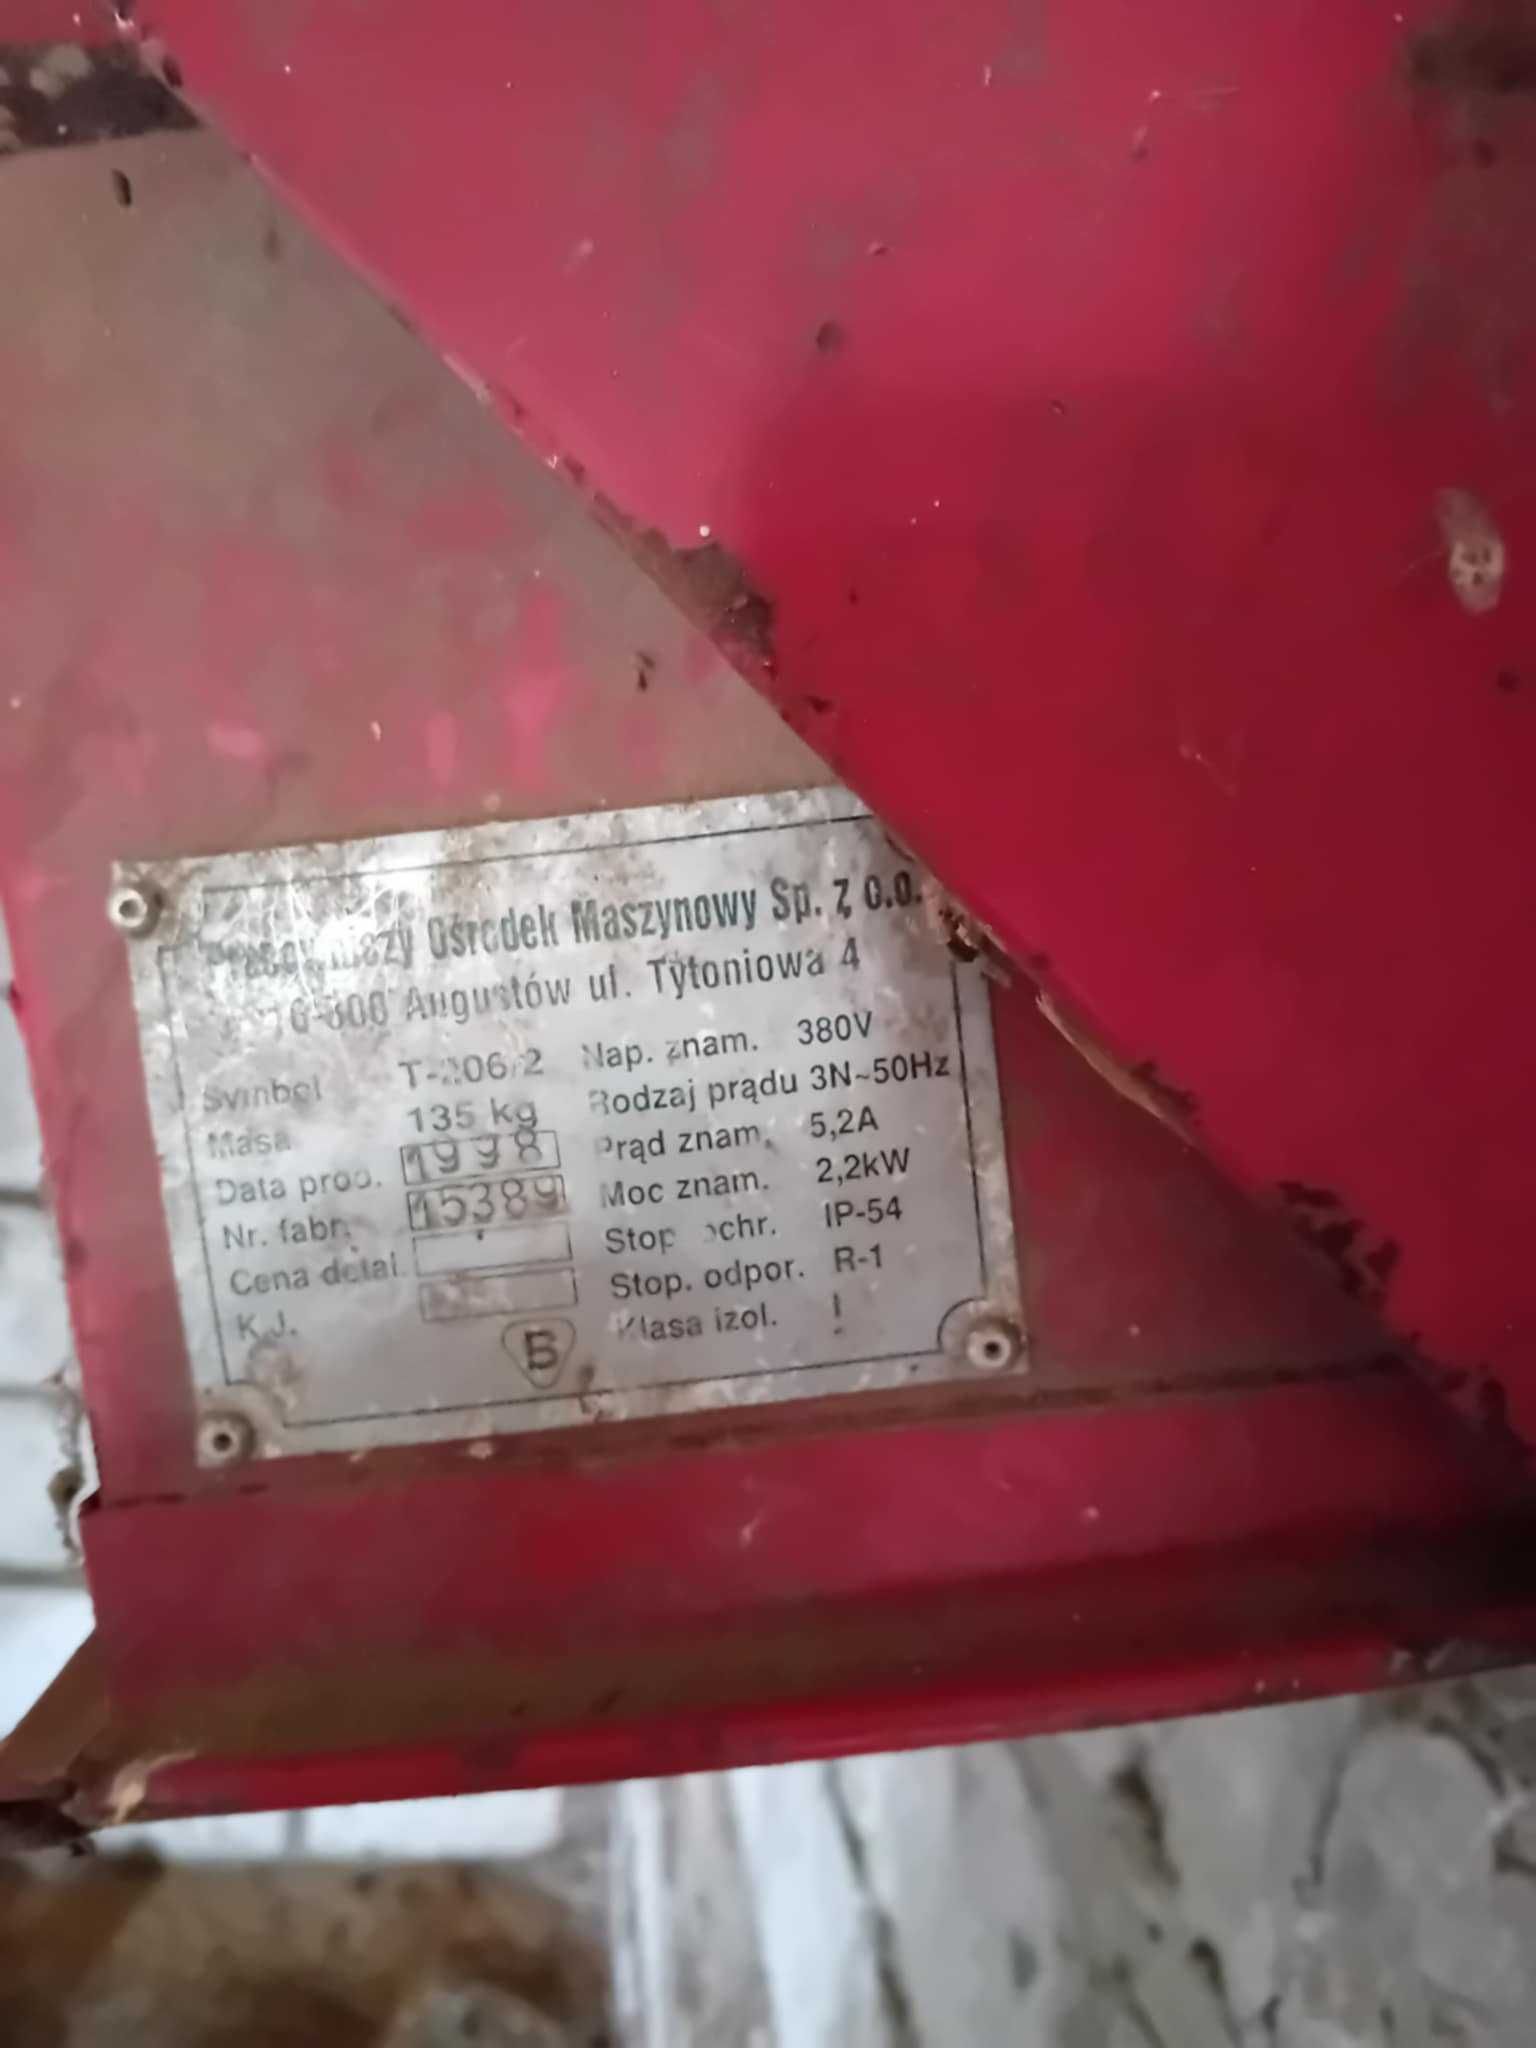 Ośrodek Maszynowy Sp. z o.o.
Augustów ul. Tytoniowa 4
Symbol T-206/2
Masa 135 kg
Data prod. 1998
Nr. fabr. 15389
Cena detal.
K.J.
B
Nap. znam. 380V
Rodzaj prądu 3N~50Hz
Prąd znam. 5,2A
Moc znam. 2,2kW
Stop. ochr. IP-54
Stop. odpor. R-1
Klasa izol. I